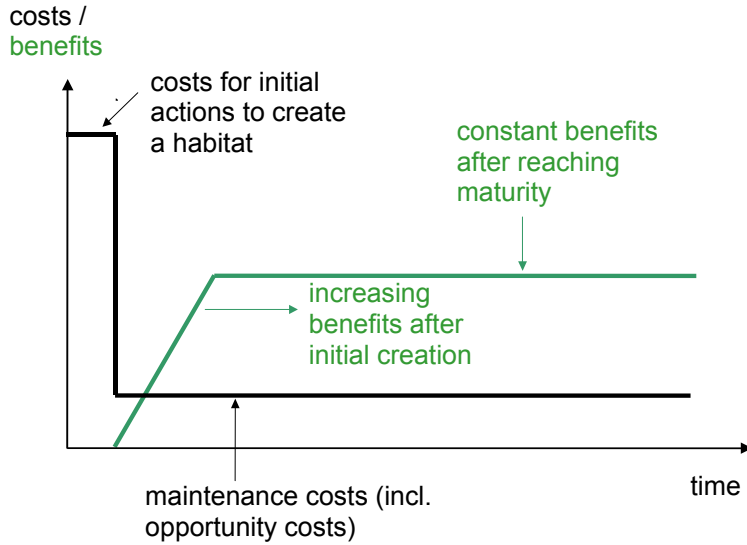 costs /
benefits
costs for initial
actions to create
a habitat
constant benefits
after reaching
maturity
increasing
benefits after
initial creation
time
maintenance costs (incl.
opportunity costs)